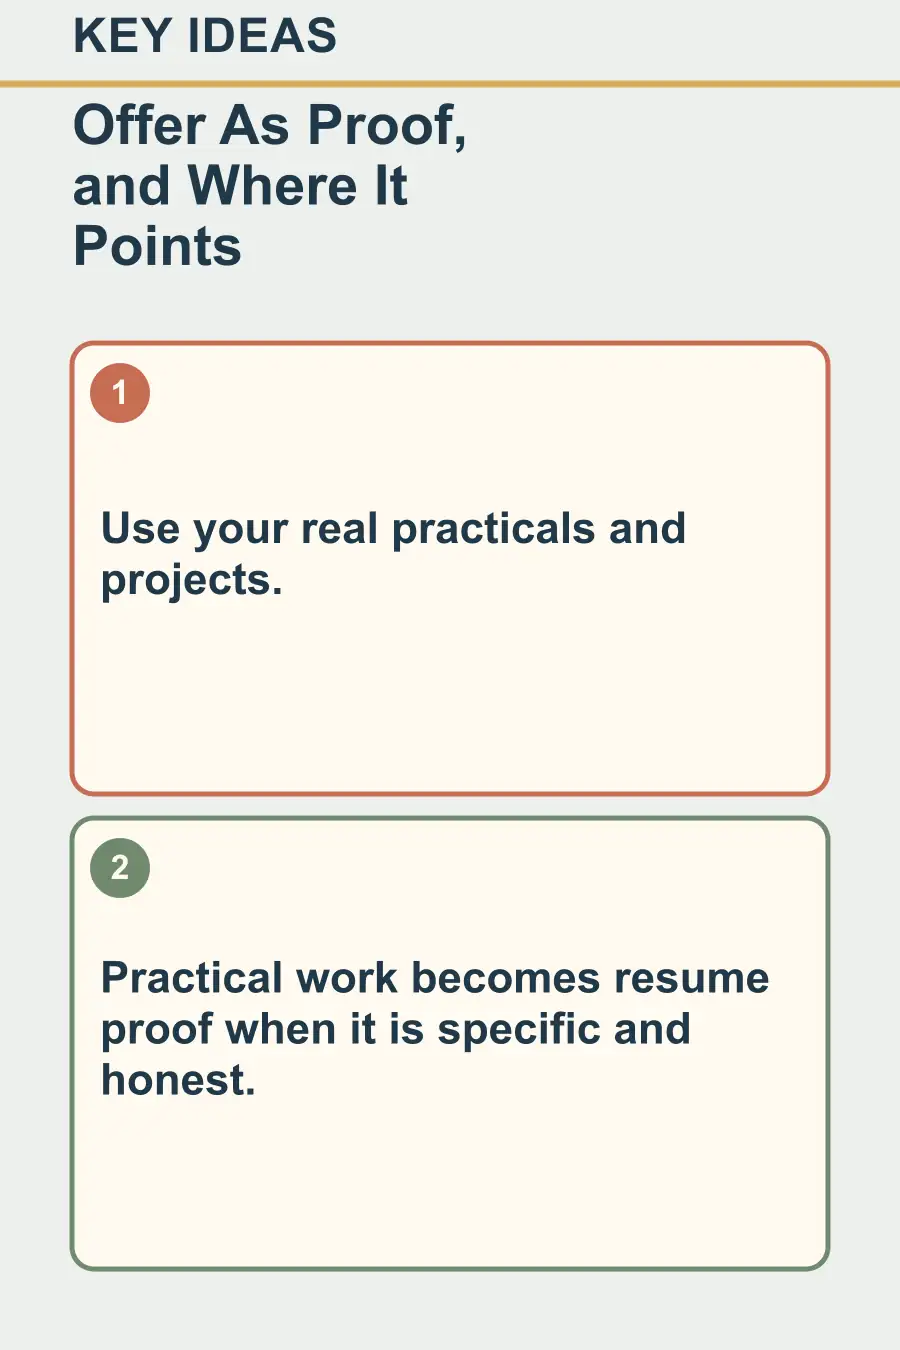 KEY IDEAS
Offer As Proof,
and Where It
Points
1
Use your real practicals and
projects.
2
Practical work becomes resume
proof when it is specific and
honest.